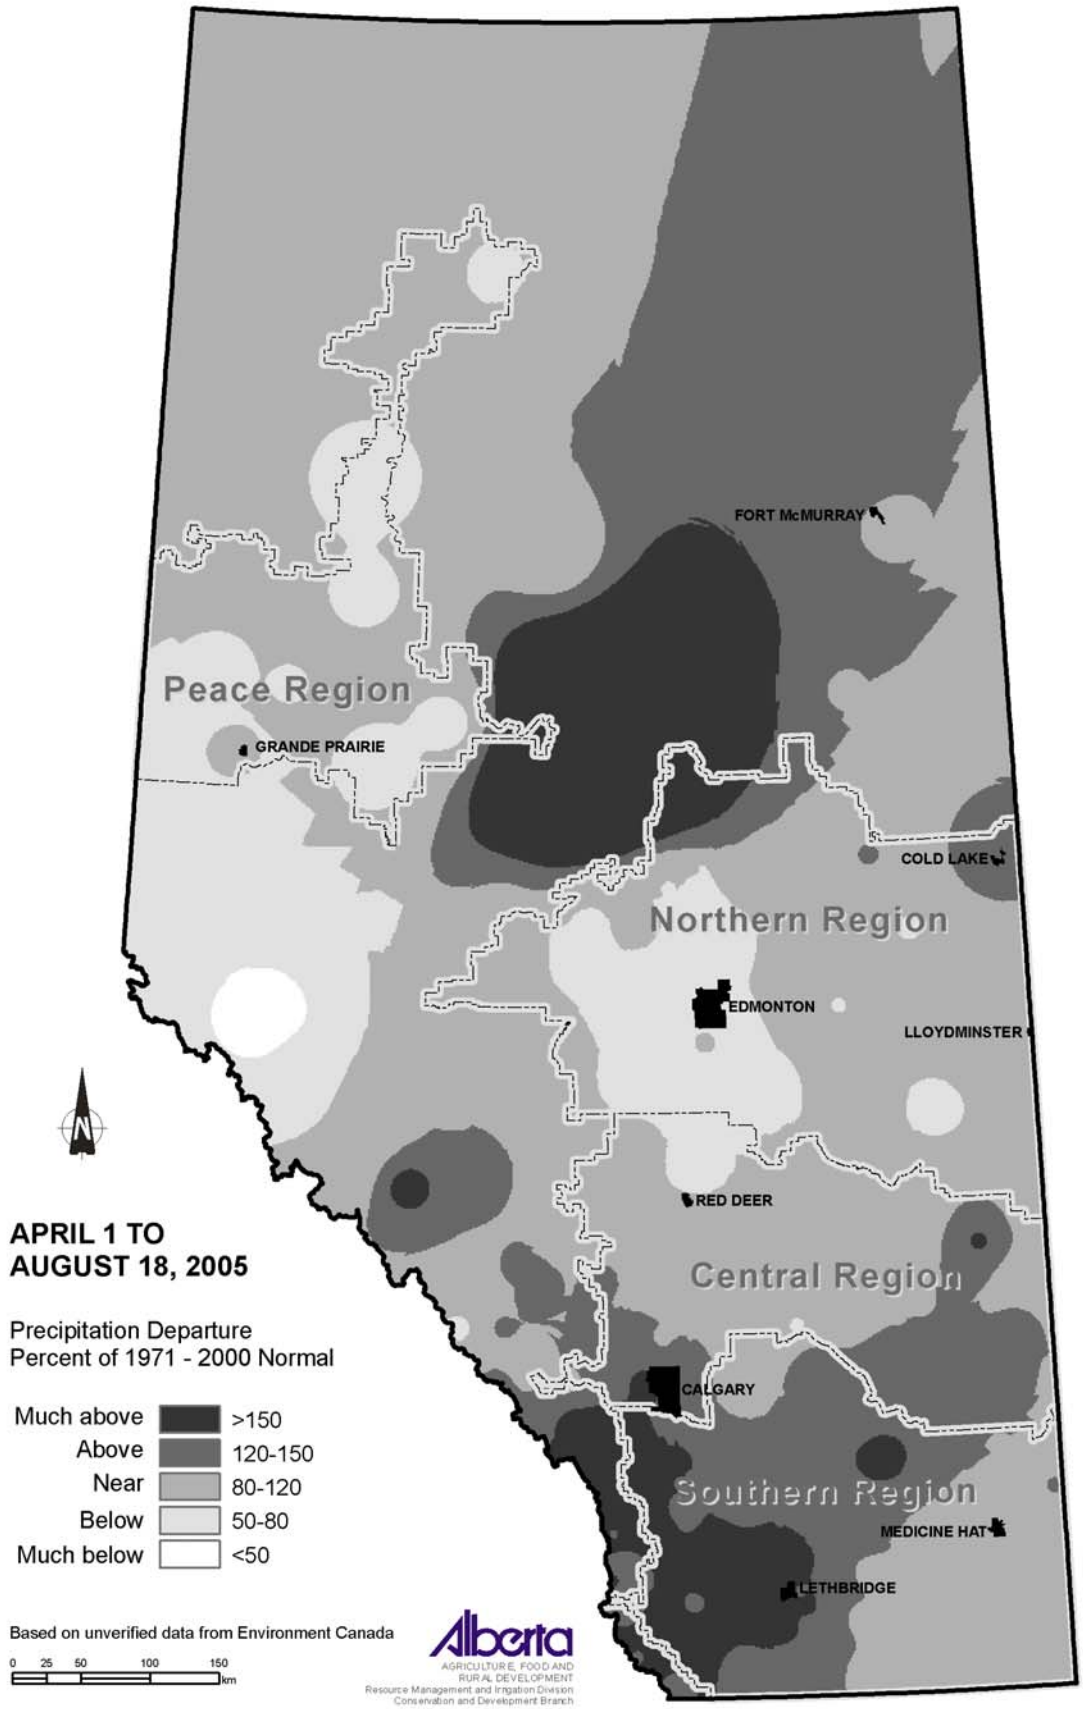 FORT McMURRAY
Peace Region
GRANDE PRAIRIE
COLD LAKE
Northern Region
EDMONTON
LLOYDMINSTER
N
RED DEER
APRIL 1 TO
AUGUST 18, 2005
Central Region
Precipitation Departure
Percent of 1971 - 2000 Normal
CALGARY
Much above >150
Above 120-150
Near 80-120
Below 50-80
Much below <50
Southern Region
MEDICINE HAT
LETHBRIDGE
Based on unverified data from Environment Canada
0 25 50 100 150
km
Alberta
AGRICULTURE, FOOD AND
RURAL DEVELOPMENT
Resource Management and Irrigation Division
Conservation and Development Branch